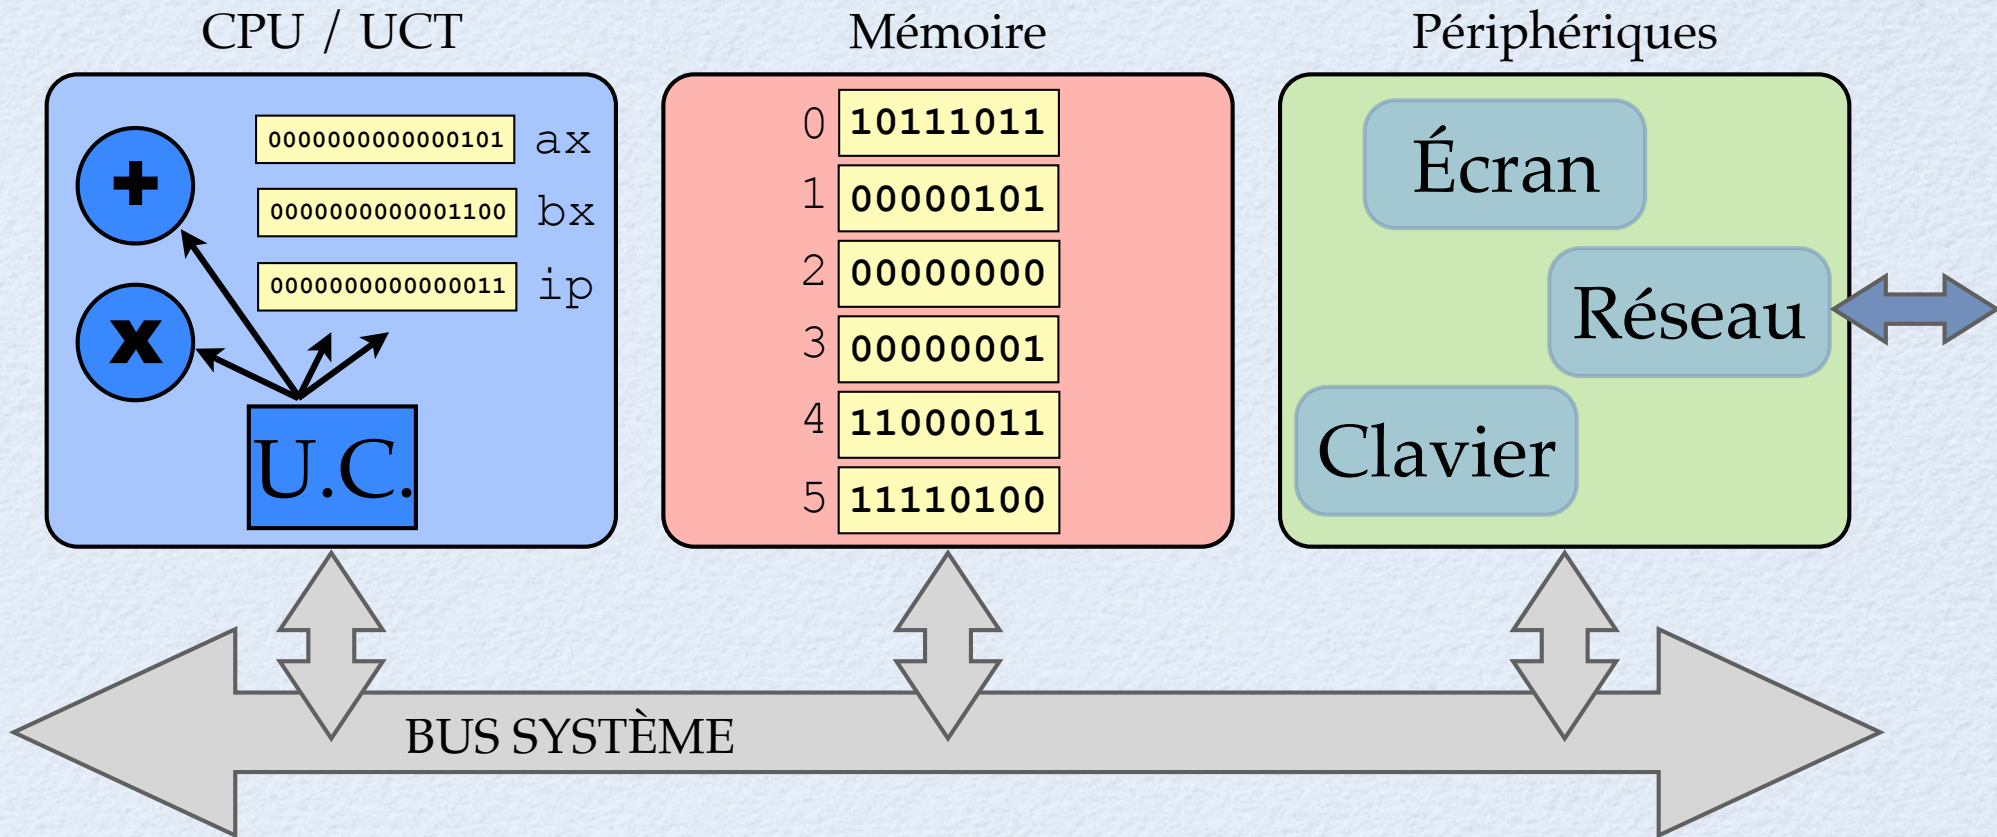 CPU / UCT
Mémoire
Périphériques
+
x
0000000000000101 ax
0000000000001100 bx
0000000000000011 ip
U.C.
0 10111011
1 00000101
2 00000000
3 00000001
4 11000011
5 11110100
Écran
Réseau
Clavier
BUS SYSTÈME